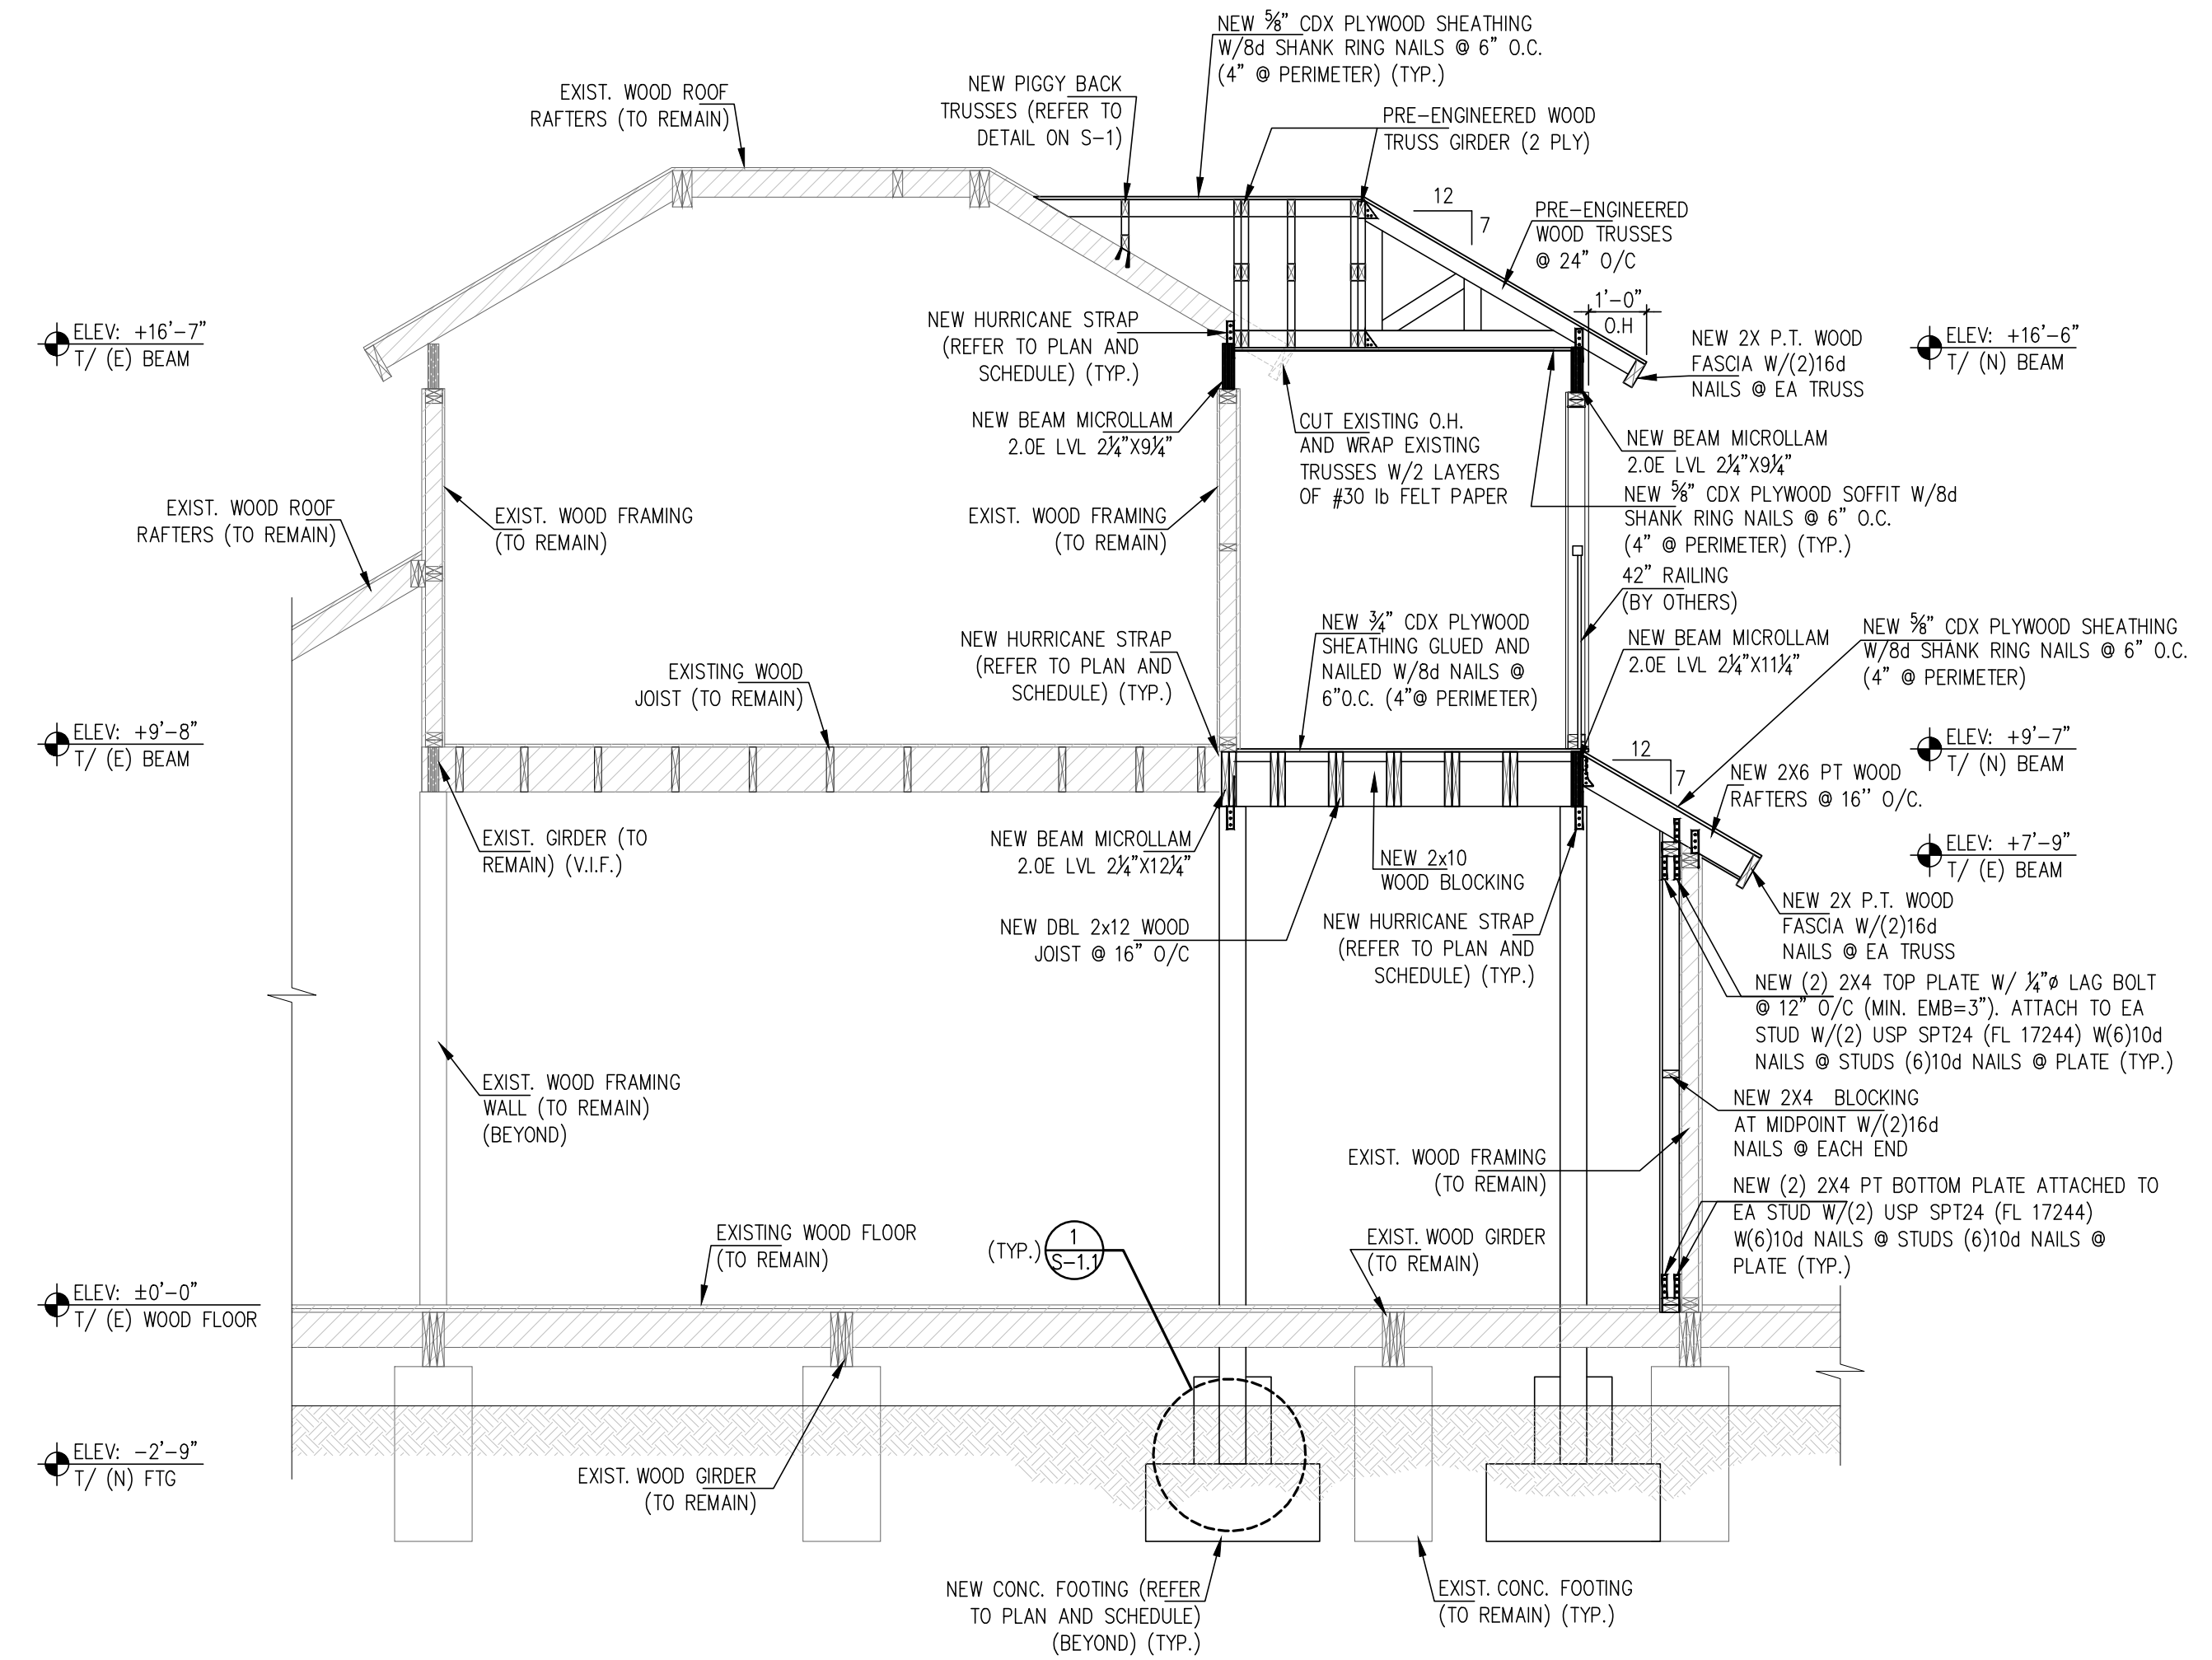 NEW ⅝" CDX PLYWOOD SHEATHING
W/8d SHANK RING NAILS @ 6" O.C.
(4" @ PERIMETER) (TYP.)
EXIST. WOOD ROOF
RAFTERS (TO REMAIN)
NEW PIGGY BACK
TRUSSES (REFER TO
DETAIL ON S-1)
PRE-ENGINEERED WOOD
TRUSS GIRDER (2 PLY)
12
7
PRE-ENGINEERED
WOOD TRUSSES
@ 24" O/C
1'-0"
O.H
ELEV: +16'-7"
T/ (E) BEAM
NEW HURRICANE STRAP
(REFER TO PLAN AND
SCHEDULE) (TYP.)
NEW 2X P.T. WOOD
FASCIA W/(2)16d
NAILS @ EA TRUSS
ELEV: +16'-6"
T/ (N) BEAM
NEW BEAM MICROLLAM
2.0E LVL 2¼"X9¼"
CUT EXISTING O.H.
AND WRAP EXISTING
TRUSSES W/2 LAYERS
OF #30 lb FELT PAPER
NEW BEAM MICROLLAM
2.0E LVL 2¼"X9¼"
NEW ⅝" CDX PLYWOOD SOFFIT W/8d
SHANK RING NAILS @ 6" O.C.
(4" @ PERIMETER) (TYP.)
EXIST. WOOD ROOF
RAFTERS (TO REMAIN)
EXIST. WOOD FRAMING
(TO REMAIN)
EXIST. WOOD FRAMING
(TO REMAIN)
42" RAILING
(BY OTHERS)
NEW HURRICANE STRAP
(REFER TO PLAN AND
SCHEDULE) (TYP.)
NEW ¾" CDX PLYWOOD
SHEATHING GLUED AND
NAILED W/8d NAILS @
6"O.C. (4"@ PERIMETER)
NEW BEAM MICROLLAM
2.0E LVL 2¼"X11¼"
NEW ⅝" CDX PLYWOOD SHEATHING
W/8d SHANK RING NAILS @ 6" O.C.
(4" @ PERIMETER)
EXISTING WOOD
JOIST (TO REMAIN)
ELEV: +9'-8"
T/ (E) BEAM
12
7
ELEV: +9'-7"
T/ (N) BEAM
NEW 2X6 PT WOOD
RAFTERS @ 16'' O/C.
EXIST. GIRDER (TO
REMAIN) (V.I.F.)
NEW BEAM MICROLLAM
2.0E LVL 2¼"X12¼"
NEW 2x10
WOOD BLOCKING
ELEV: +7'-9"
T/ (E) BEAM
NEW DBL 2x12 WOOD
JOIST @ 16" O/C
NEW HURRICANE STRAP
(REFER TO PLAN AND
SCHEDULE) (TYP.)
NEW 2X P.T. WOOD
FASCIA W/(2)16d
NAILS @ EA TRUSS
NEW (2) 2X4 TOP PLATE W/ ¼"ø LAG BOLT
@ 12" O/C (MIN. EMB=3"). ATTACH TO EA
STUD W/(2) USP SPT24 (FL 17244) W(6)10d
NAILS @ STUDS (6)10d NAILS @ PLATE (TYP.)
EXIST. WOOD FRAMING
WALL (TO REMAIN)
(BEYOND)
NEW 2X4 BLOCKING
AT MIDPOINT W/(2)16d
NAILS @ EACH END
EXIST. WOOD FRAMING
(TO REMAIN)
NEW (2) 2X4 PT BOTTOM PLATE ATTACHED TO
EA STUD W/(2) USP SPT24 (FL 17244)
W(6)10d NAILS @ STUDS (6)10d NAILS @
PLATE (TYP.)
EXISTING WOOD FLOOR
(TO REMAIN)
(TYP.)
1
S-1.1
EXIST. WOOD GIRDER
(TO REMAIN)
ELEV: ±0'-0"
T/ (E) WOOD FLOOR
ELEV: -2'-9"
T/ (N) FTG
EXIST. WOOD GIRDER
(TO REMAIN)
NEW CONC. FOOTING (REFER
TO PLAN AND SCHEDULE)
(BEYOND) (TYP.)
EXIST. CONC. FOOTING
(TO REMAIN) (TYP.)